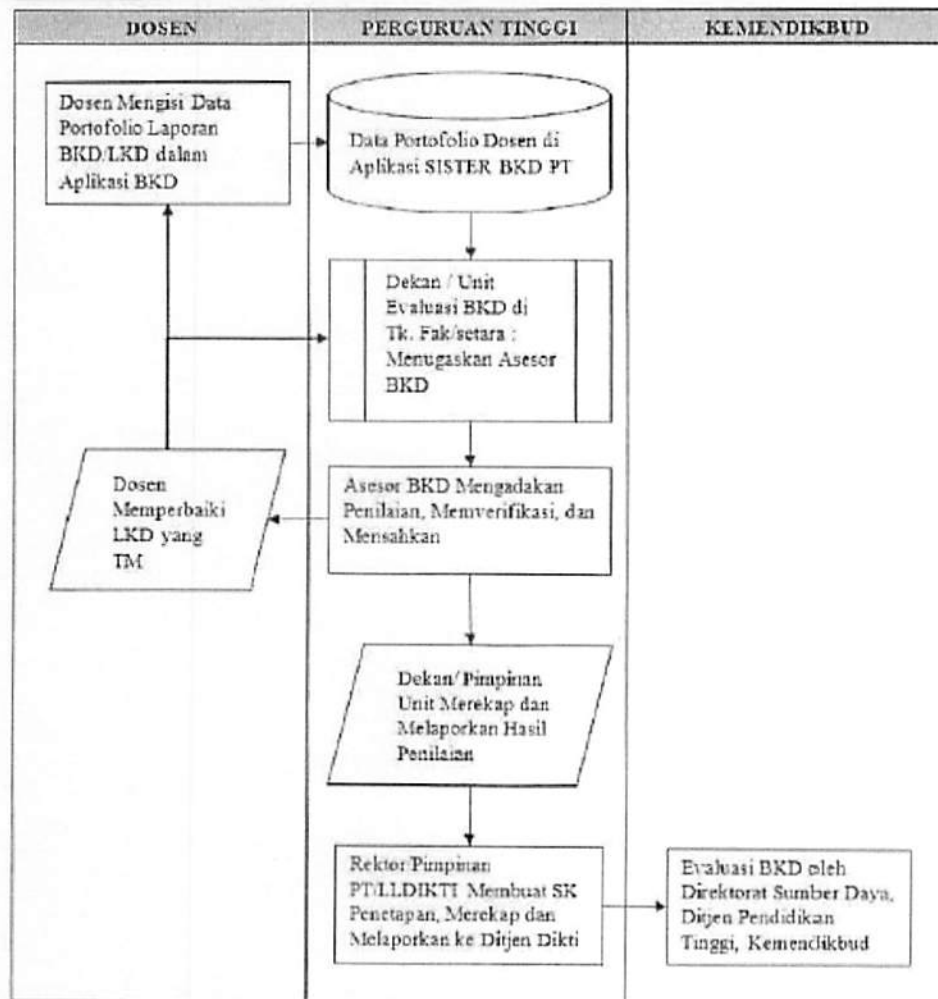 DOSEN
PERGURUAN TINGGI
KEMENDIKBUD
Dosen Mengisi Data
Portofolio Laporan
BKD/LKD dalam
Aplikasi BKD
Data Portofolio Dosen di
Aplikasi SISTER BKD PT
Dekan / Unit
Evaluasi BKD di
Tk. Fak/setara :
Menugaskan Asesor
BKD
Dosen
Memperbaiki
LKD yang
TM
Asesor BKD Mengadakan
Penilaian, Memverifikasi, dan
Mensahkan
Dekan/Pimpinan
Unit Merekap dan
Melaporkan Hasil
Penilaian
Rektor/Pimpinan
PT/LLDIKTI Membuat SK
Penetapan, Merekap dan
Melaporkan ke Ditjen Dikti
Evaluasi BKD oleh
Direktorat Sumber Daya,
Ditjen Pendidikan
Tinggi, Kemendikbud